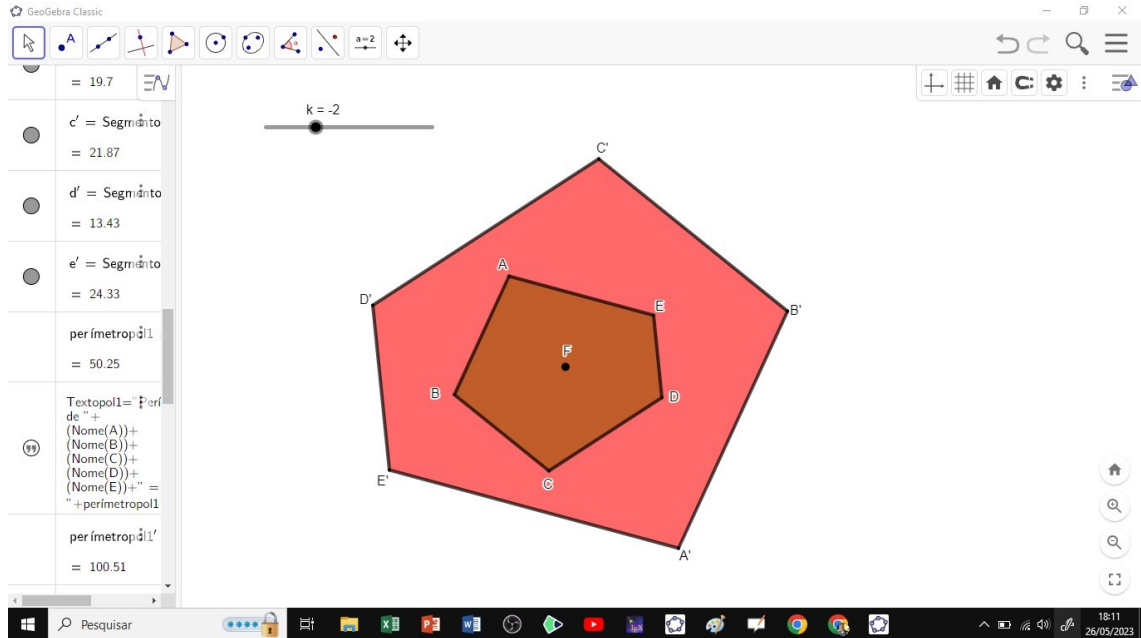 GeoGebra Classic
A
a=2
= 19.7
k = -2
c′ = Segmento
= 21.87
d′ = Segmento
= 13.43
e′ = Segmento
= 24.33
perímetropol1
= 50.25
Textopol1="Perí
de "+
(Nome(A))+
(Nome(B))+
(Nome(C))+
(Nome(D))+
(Nome(E))+" =
"+perímetropol1
perímetropol1′
= 100.51
C'
A
D'
E
B'
F
B
D
E'
C
A'
Pesquisar
18:11
26/05/2023